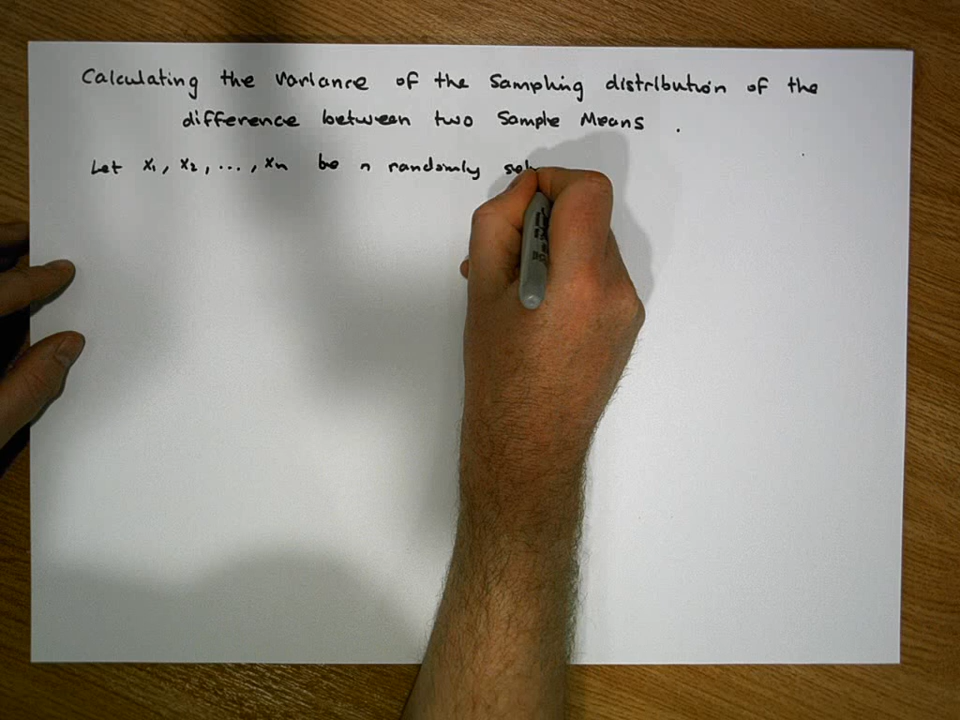 Calculating the variance of the sampling distribution of the
difference between two Sample Means .
Let x₁, x₂, ..., xn be n randomly